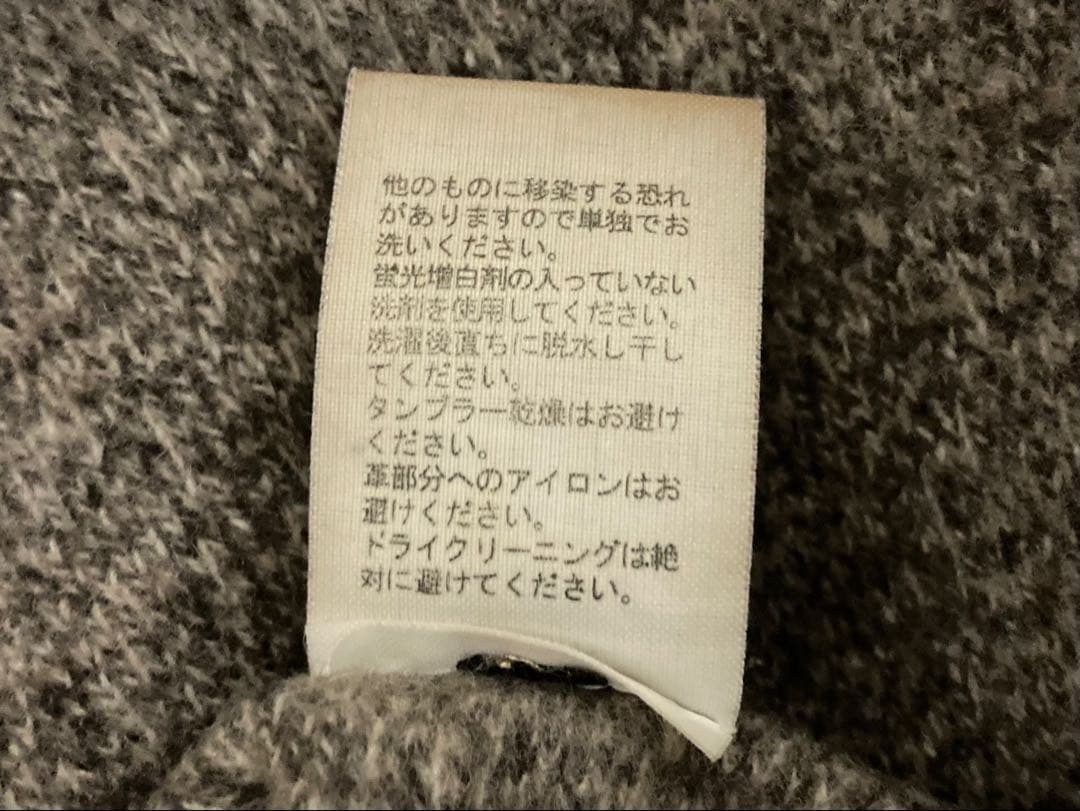 他のものに移染する恐れ
がありますので単独でお
洗いください。
蛍光増白剤の入っていない
洗剤を使用してください。
洗濯後直ちに脱水し干し
てください。
タンブラー乾燥はお避け
ください。
革部分へのアイロンはお
避けください。
ドライクリーニングは絶
対に避けてください。